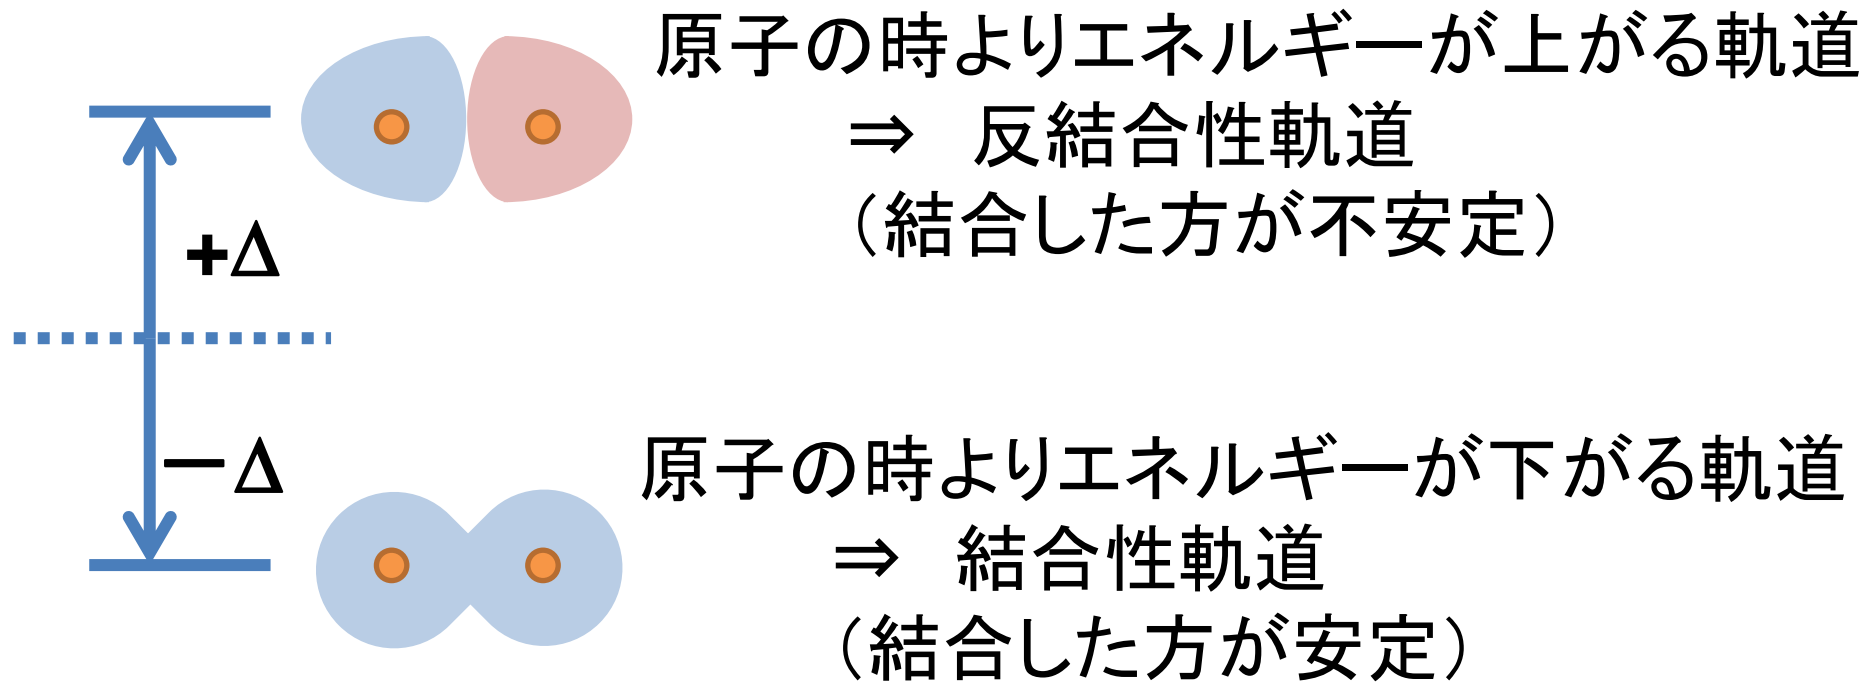 原子の時よりエネルギーが上がる軌道
⇒　反結合性軌道
（結合した方が不安定）
+Δ
－Δ
原子の時よりエネルギーが下がる軌道
⇒　結合性軌道
（結合した方が安定）